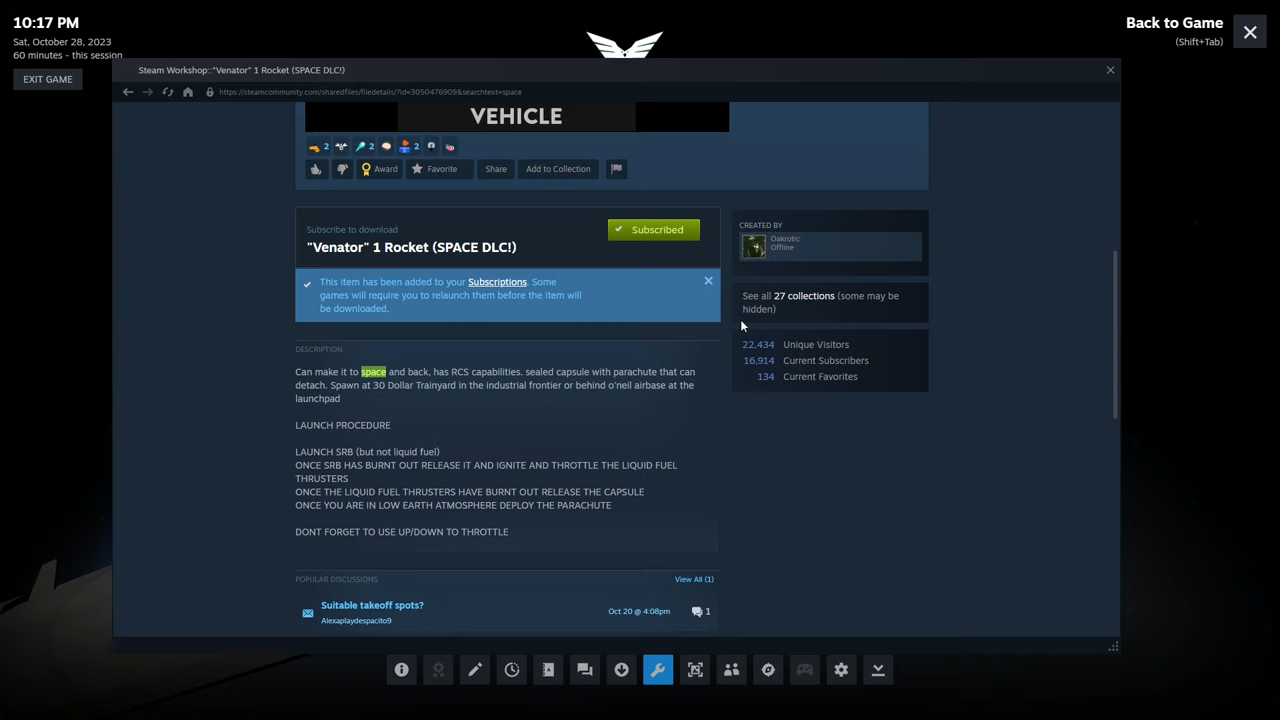 10:17 PM
Sat, October 28, 2023
60 minutes - this session
EXIT GAME
Back to Game
(Shift+Tab)
Steam Workshop::"Venator" 1 Rocket (SPACE DLC!)
https://steamcommunity.com/sharedfiles/filedetails/?id=3050476909&searchtext=space
VEHICLE
2
2
2
Award
Favorite
Share
Add to Collection
Subscribe to download
"Venator" 1 Rocket (SPACE DLC!)
Subscribed
This item has been added to your Subscriptions. Some
games will require you to relaunch them before the item will
be downloaded.
CREATED BY
Oakrotic
Offline
See all 27 collections (some may be
hidden)
22,434 Unique Visitors
16,914 Current Subscribers
134 Current Favorites
DESCRIPTION
Can make it to space and back, has RCS capabilities, sealed capsule with parachute that can
detach. Spawn at 30 Dollar Trainyard in the industrial frontier or behind o'neil airbase at the
launchpad
LAUNCH PROCEDURE
LAUNCH SRB (but not liquid fuel)
ONCE SRB HAS BURNT OUT RELEASE IT AND IGNITE AND THROTTLE THE LIQUID FUEL
THRUSTERS
ONCE THE LIQUID FUEL THRUSTERS HAVE BURNT OUT RELEASE THE CAPSULE
ONCE YOU ARE IN LOW EARTH ATMOSPHERE DEPLOY THE PARACHUTE
DONT FORGET TO USE UP/DOWN TO THROTTLE
POPULAR DISCUSSIONS
View All (1)
Suitable takeoff spots?
Oct 20 @ 4:08pm
1
Alexaplaydespacito9